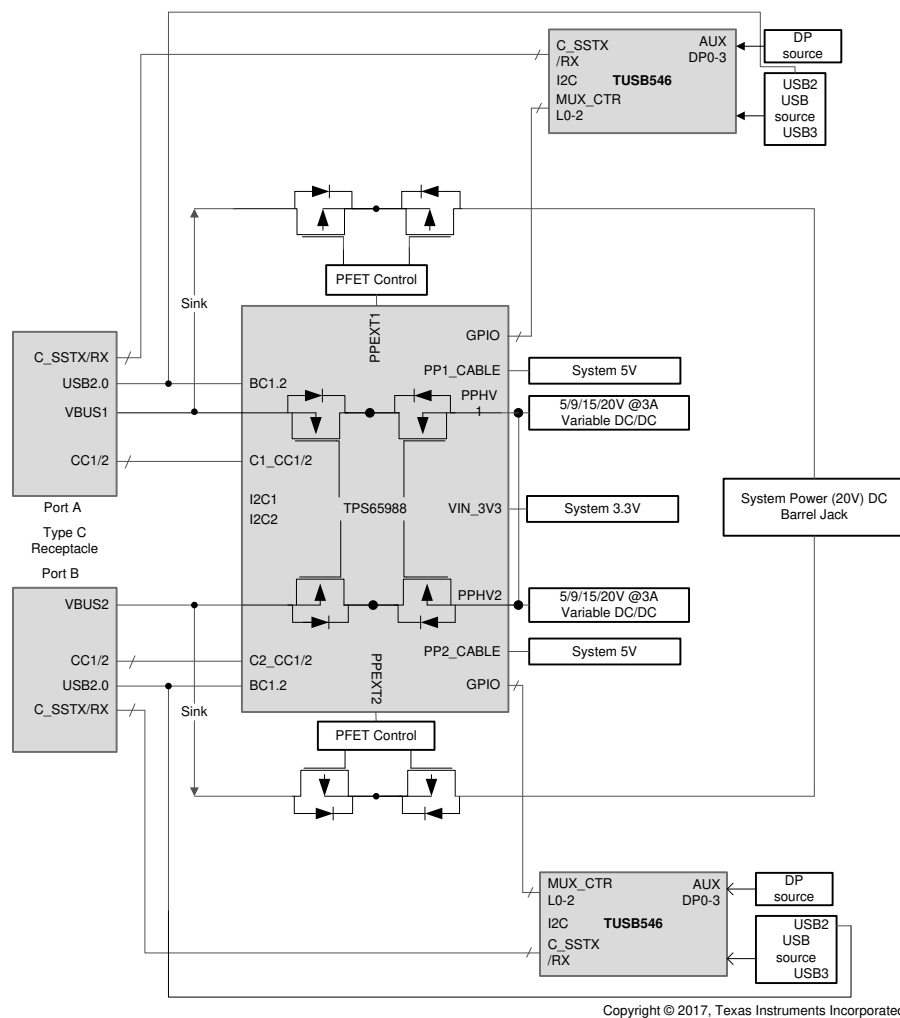 C_SSTX
/RX
I2C
TUSB546
MUX_CTR
L0-2
AUX
DP0-3
DP
source
USB2
USB
source
USB3
PFET Control
Sink
PPEXT1
GPIO
C_SSTX/RX
USB2.0
VBUS1
CC1/2
Port A
Type C
Receptacle
Port B
BC1.2
C1_CC1/2
I2C1
I2C2
TPS65988
PP1_CABLE
System 5V
PPHV
1
5/9/15/20V @3A
Variable DC/DC
VIN_3V3
System 3.3V
System Power (20V) DC
Barrel Jack
VBUS2
CC1/2
USB2.0
C_SSTX/RX
C2_CC1/2
BC1.2
PPHV2
5/9/15/20V @3A
Variable DC/DC
PP2_CABLE
System 5V
GPIO
PPEXT2
Sink
PFET Control
MUX_CTR
L0-2
I2C
TUSB546
C_SSTX
/RX
AUX
DP0-3
DP
source
USB2
USB
source
USB3
Copyright © 2017, Texas Instruments Incorporated